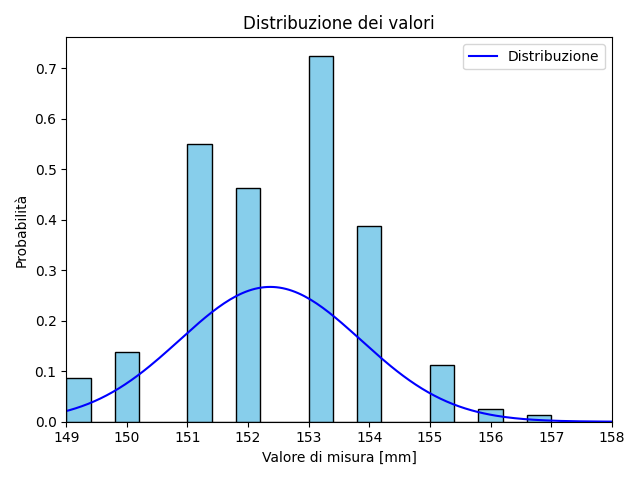 Distribuzione dei valori
Distribuzione
Probabilità
0.7
0.6
0.5
0.4
0.3
0.2
0.1
0.0
149 150 151 152 153 154 155 156 157 158
Valore di misura [mm]